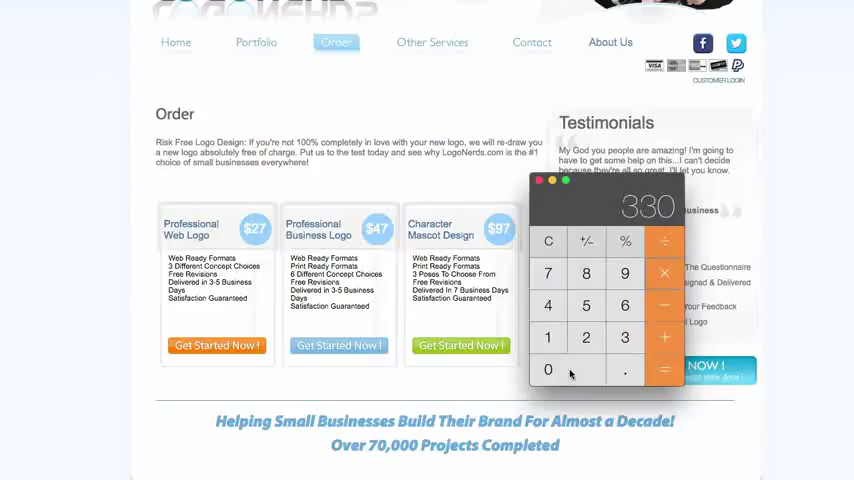 Home Portfolio Order Other Services Contact About Us
VISA
CUSTOMER LOGIN
Order
Risk Free Logo Design: If you're not 100% completely in love with your new logo, we will re-draw you
a new logo absolutely free of charge. Put us to the test today and see why LogoNerds.com is the #1
choice of small businesses everywhere!
Testimonials
My God you people are amazing! I'm going
to have to get some help on this...I can't decide
because they're all so great. I'll let you know.
Business
The Questionnaire
signed & Delivered
Your Feedback
Logo
NOW !
Professional
Web Logo
$27
Web Ready Formats
3 Different Concept Choices
Free Revisions
Delivered in 3-5 Business
Days
Satisfaction Guaranteed
Get Started Now !
Professional
Business Logo
$47
Web Ready Formats
Print Ready Formats
6 Different Concept Choices
Free Revisions
Delivered in 3-5 Business
Days
Satisfaction Guaranteed
Get Started Now !
Character
Mascot Design
$97
Web Ready Formats
Print Ready Formats
3 Poses To Choose From
Free Revisions
Delivered In 7 Business Days
Satisfaction Guaranteed
Get Started Now !
330
C +/- % ÷
7 8 9 ×
4 5 6 −
1 2 3 +
0 . =
Helping Small Businesses Build Their Brand For Almost a Decade!
Over 70,000 Projects Completed